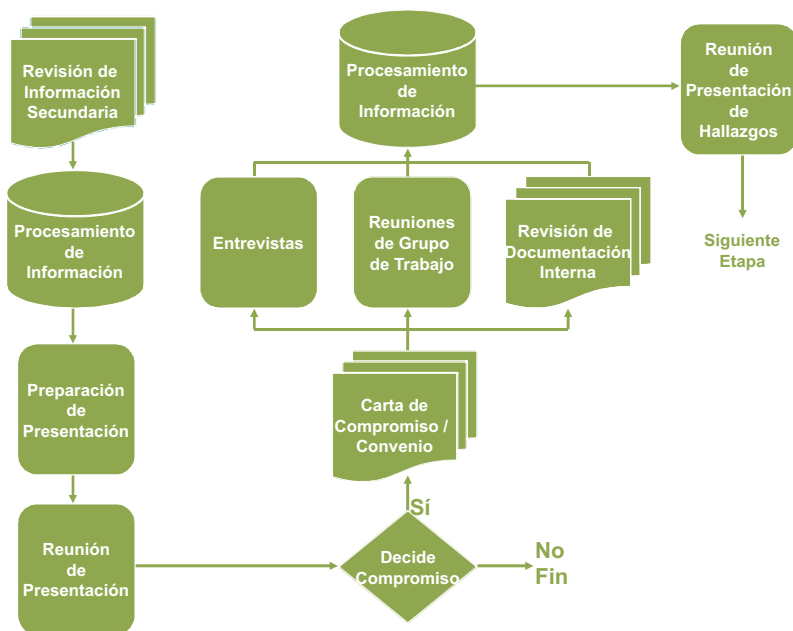 Revisión de
Información
Secundaria
Procesamiento
de
Información
Preparación
de
Presentación
Reunión
de
Presentación
Decide
Compromiso
No
Fin
Sí
Carta de
Compromiso /
Convenio
Entrevistas
Reuniones
de Grupo
de Trabajo
Revisión de
Documentación
Interna
Procesamiento
de
Información
Reunión
de
Presentación
de
Hallazgos
Siguiente
Etapa